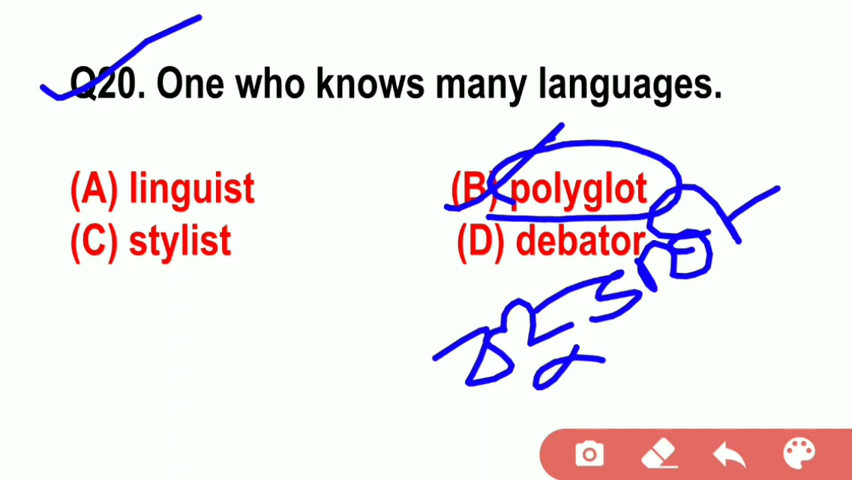 Q20. One who knows many languages.
(A) linguist (B) polyglot
(C) stylist (D) debator